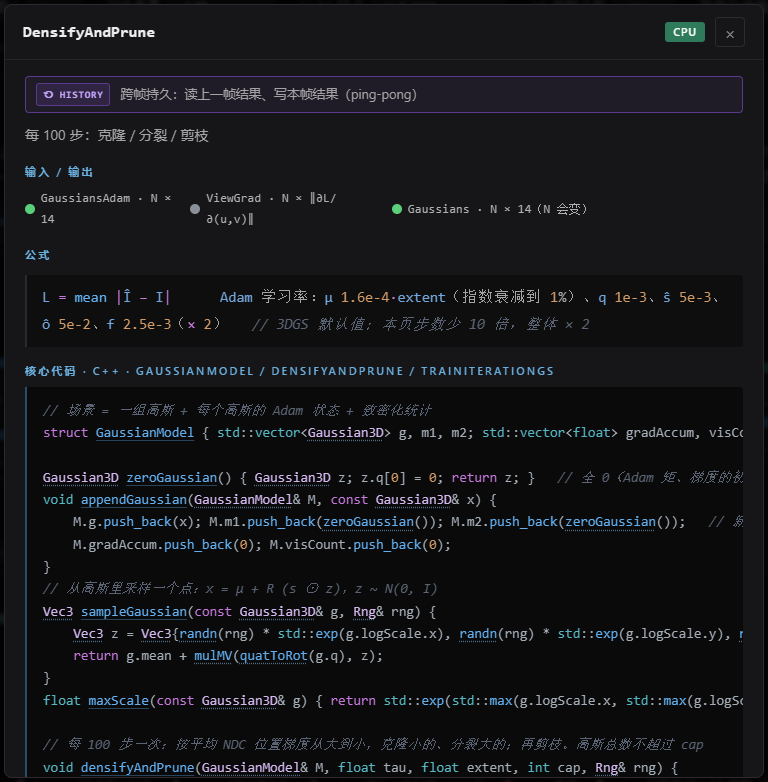 DensifyAndPrune
CPU
×
HISTORY 跨帧持久：读上一帧结果、写本帧结果（ping-pong）
每 100 步：克隆 / 分裂 / 剪枝
输入 / 输出
GaussiansAdam · N ×
14
ViewGrad · N × ‖∂L/
∂(u,v)‖
Gaussians · N × 14（N 会变）
公式
L = mean |Î − I|      Adam 学习率：μ 1.6e-4·extent（指数衰减到 1%）、q 1e-3、ŝ 5e-3、
ô 5e-2、f 2.5e-3（× 2）   // 3DGS 默认值；本页步数少 10 倍，整体 × 2
核心代码 · C++ · GAUSSIANMODEL / DENSIFYANDPRUNE / TRAINITERATIONGS
// 场景 = 一组高斯 + 每个高斯的 Adam 状态 + 致密化统计
struct GaussianModel { std::vector<Gaussian3D> g, m1, m2; std::vector<float> gradAccum, visCo
Gaussian3D zeroGaussian() { Gaussian3D z; z.q[0] = 0; return z; }   // 全 0（Adam 矩、梯度的初
void appendGaussian(GaussianModel& M, const Gaussian3D& x) {
    M.g.push_back(x); M.m1.push_back(zeroGaussian()); M.m2.push_back(zeroGaussian());   //
    M.gradAccum.push_back(0); M.visCount.push_back(0);
}
// 从高斯里采样一个点：x = μ + R (s ⊙ z)，z ~ N(0, I)
Vec3 sampleGaussian(const Gaussian3D& g, Rng& rng) {
    Vec3 z = Vec3{randn(rng) * std::exp(g.logScale.x), randn(rng) * std::exp(g.logScale.y), r
    return g.mean + mulMV(quatToRot(g.q), z);
}
float maxScale(const Gaussian3D& g) { return std::exp(std::max(g.logScale.x, std::max(g.logSc
// 每 100 步一次：按平均 NDC 位置梯度从大到小，克隆小的、分裂大的；再剪枝。高斯总数不超过 cap
void densifyAndPrune(GaussianModel& M, float tau, float extent, int cap, Rng& rng) {